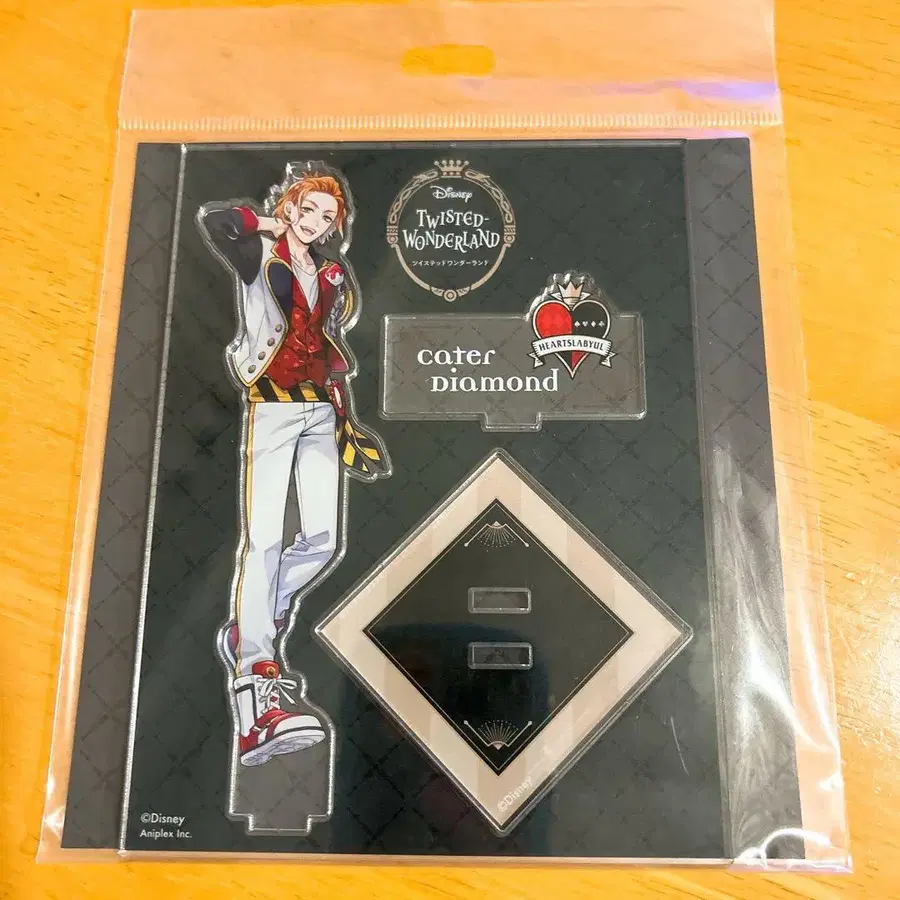 Disney
TWISTED-
WONDERLAND
ツイステッドワンダーランド
HEARTSLABYUL
cater
Diamond
©Disney
©Disney
Aniplex Inc.